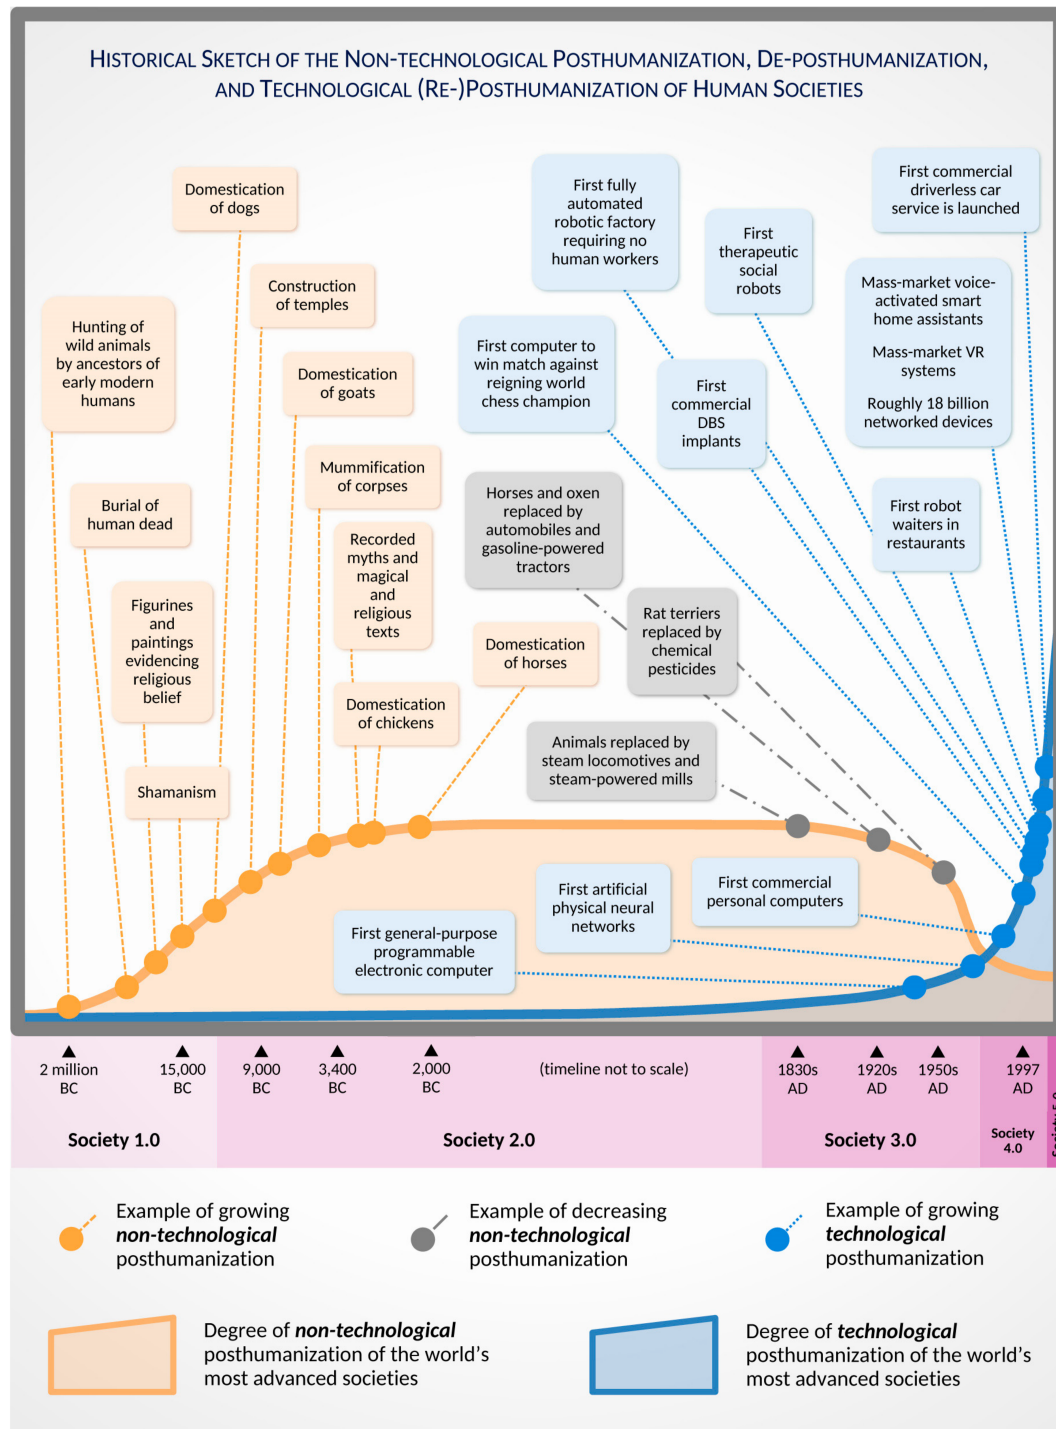 HISTORICAL SKETCH OF THE NON-TECHNOLOGICAL POSTHUMANIZATION, DE-POSTHUMANIZATION,
AND TECHNOLOGICAL (RE-)POSTHUMANIZATION OF HUMAN SOCIETIES
Domestication
of dogs
Construction
of temples
Hunting of
wild animals
by ancestors of
early modern
humans
Domestication
of goats
Mummification
of corpses
Burial of
human dead
Recorded
myths and
magical
and
religious
texts
Figurines
and
paintings
evidencing
religious
belief
Domestication
of horses
Domestication
of chickens
Shamanism
First fully
automated
robotic factory
requiring no
human workers
First
therapeutic
social
robots
First commercial
driverless car
service is launched
Mass-market voice-
activated smart
home assistants
Mass-market VR
systems
Roughly 18 billion
networked devices
First computer to
win match against
reigning world
chess champion
First
commercial
DBS
implants
First robot
waiters in
restaurants
Horses and oxen
replaced by
automobiles and
gasoline-powered
tractors
Rat terriers
replaced by
chemical
pesticides
Animals replaced by
steam locomotives and
steam-powered mills
First general-purpose
programmable
electronic computer
First artificial
physical neural
networks
First commercial
personal computers
2 million
BC
15,000
BC
9,000
BC
3,400
BC
2,000
BC
(timeline not to scale)
1830s
AD
1920s
AD
1950s
AD
1997
AD
Society 1.0
Society 2.0
Society 3.0
Society
4.0
Example of growing
non-technological
posthumanization
Example of decreasing
non-technological
posthumanization
Example of growing
technological
posthumanization
Degree of non-technological
posthumanization of the world's
most advanced societies
Degree of technological
posthumanization of the world's
most advanced societies